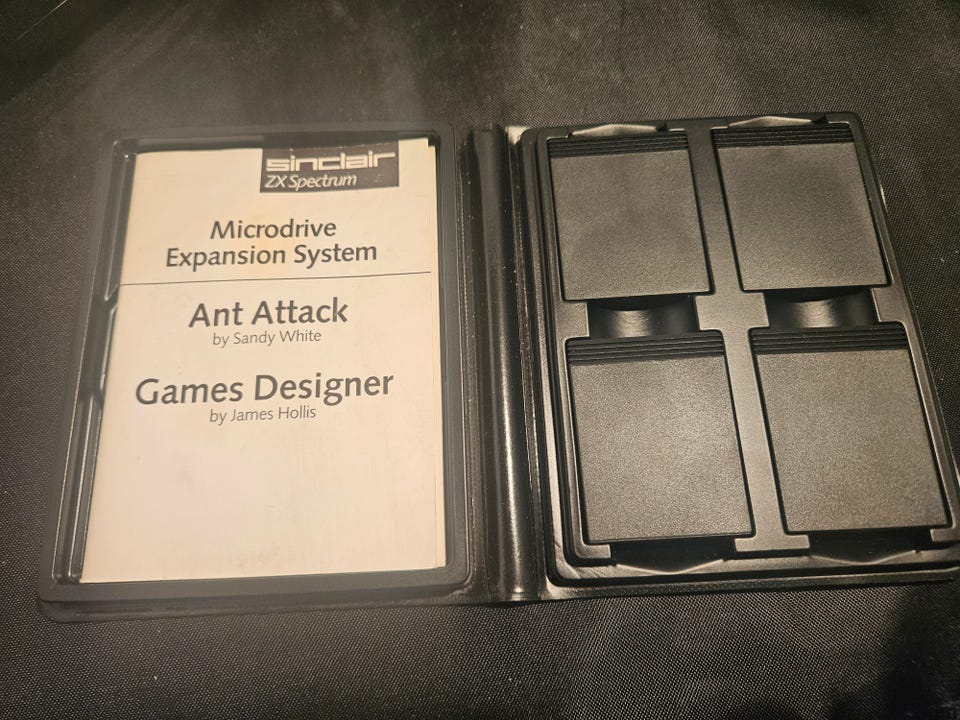 sinclair
ZX Spectrum
Microdrive
Expansion System
Ant Attack
by Sandy White
Games Designer
by James Hollis